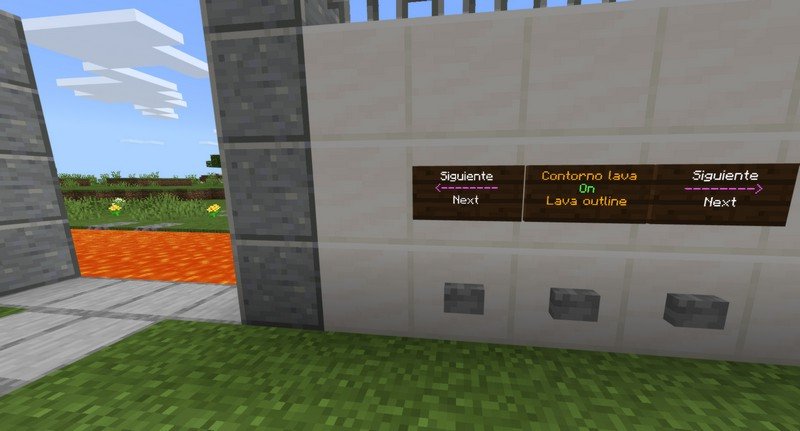 Siguiente
<---------
Next
Contorno lava
On
Lava outline
Siguiente
--------->
Next